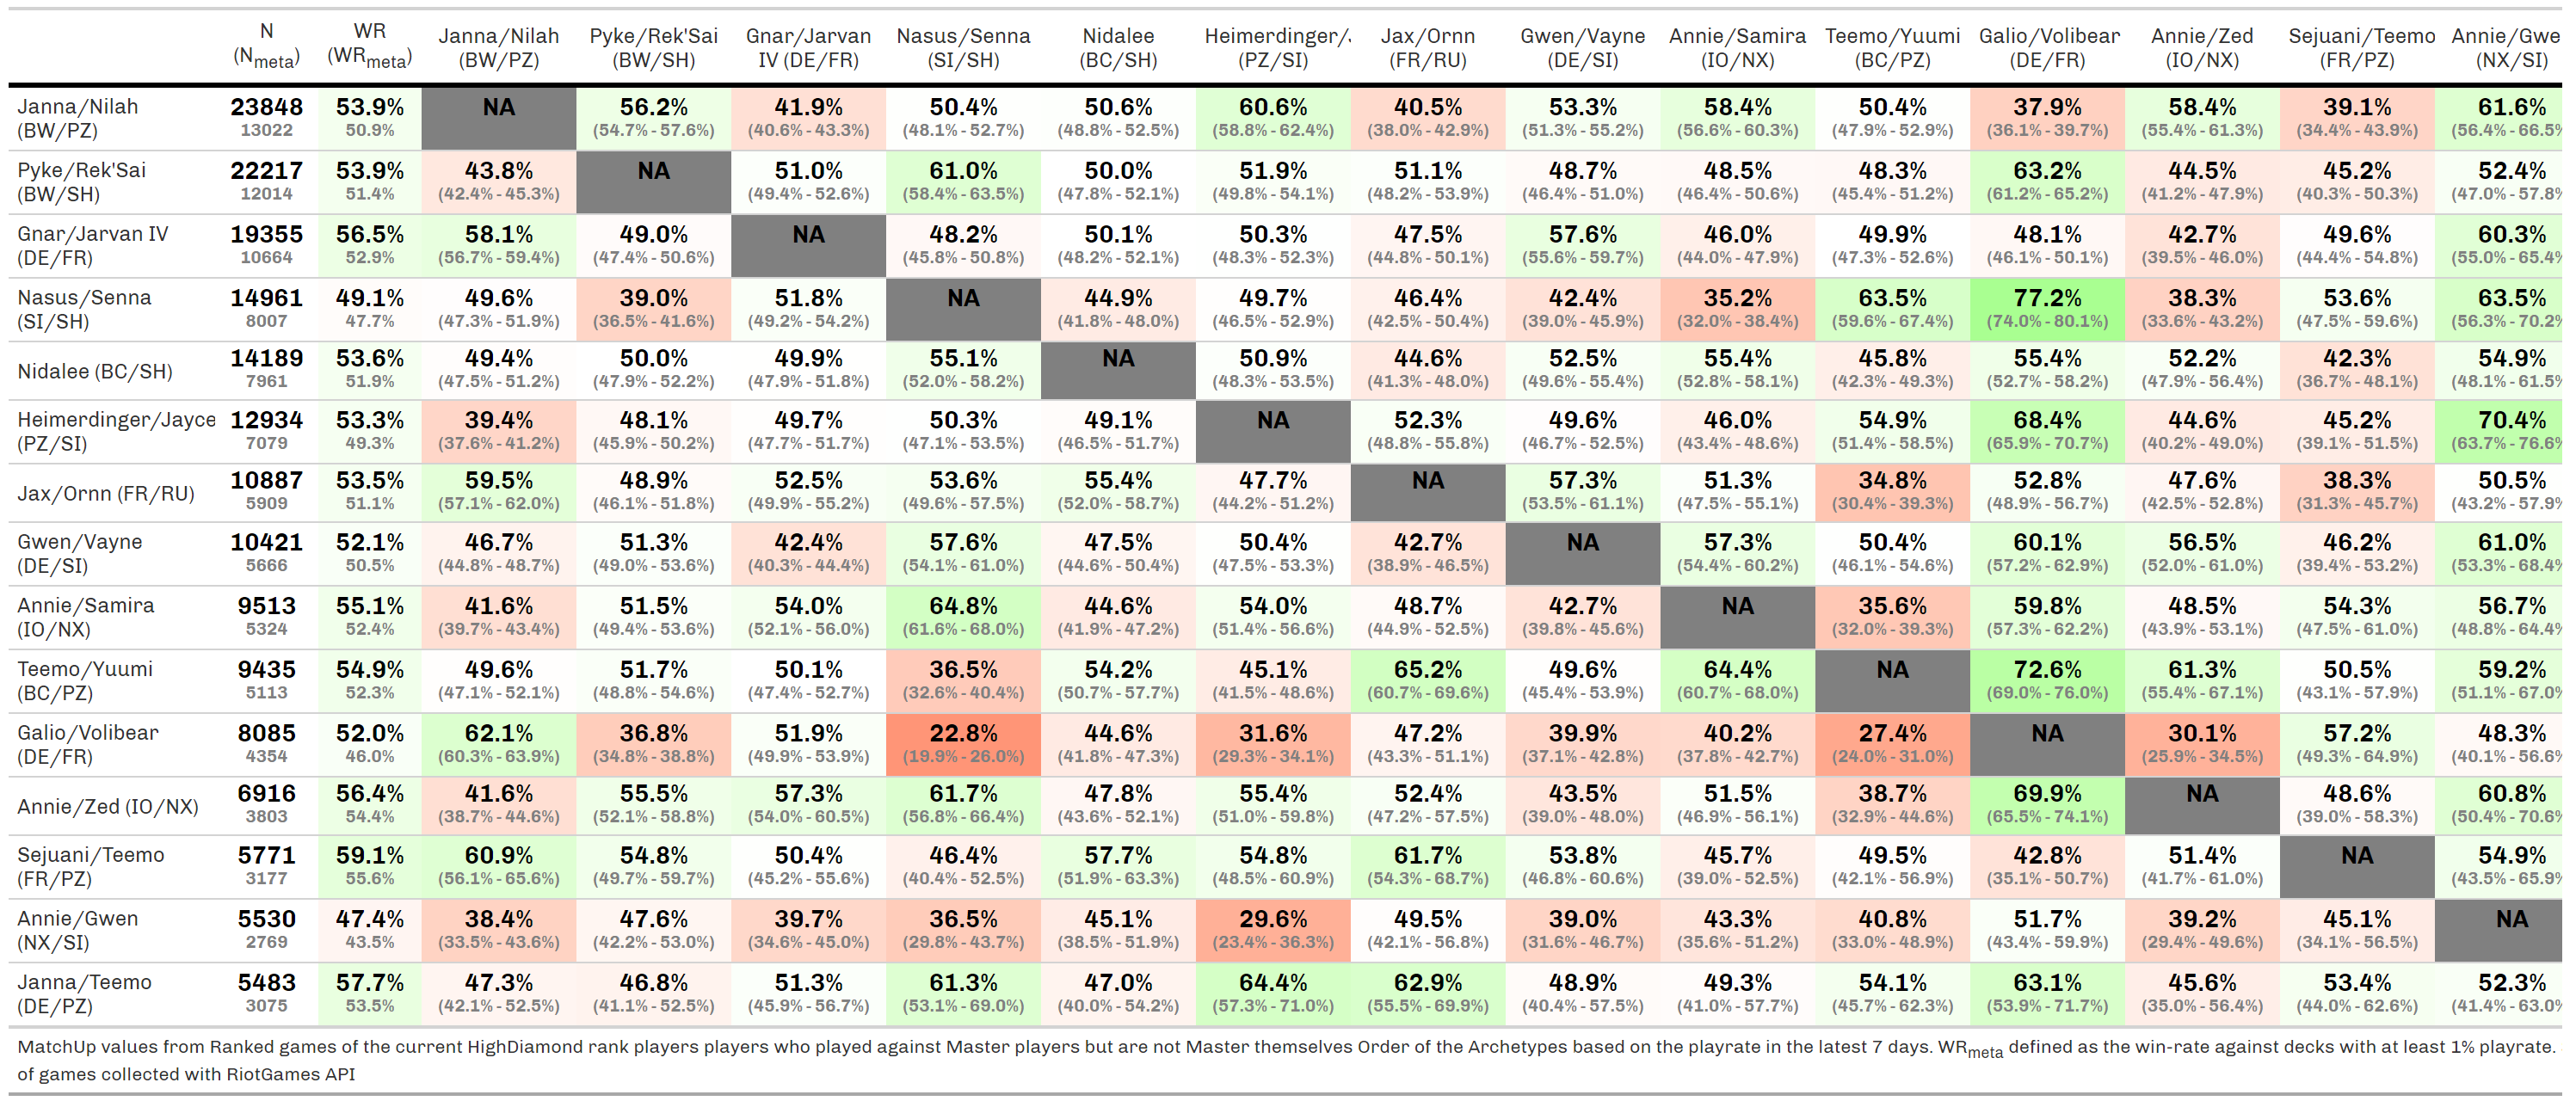 N WR Janna/Nilah Pyke/Rek'Sai Gnar/Jarvan Nasus/Senna Nidalee Heimerdinger/ Jax/Ornn Gwen/Vayne Annie/Samira Teemo/Yuumi Galio/Volibear Annie/Zed Sejuani/Teemo Annie/Gwe
(Nmeta) (WRmeta) (BW/PZ) (BW/SH) IV (DE/FR) (SI/SH) (BC/SH) (PZ/SI) (FR/RU) (DE/SI) (IO/NX) (BC/PZ) (DE/FR) (IO/NX) (FR/PZ) (NX/SI)
Janna/Nilah 23848 53.9% NA 56.2% 41.9% 50.4% 50.6% 60.6% 40.5% 53.3% 58.4% 50.4% 37.9% 58.4% 39.1% 61.6%
(BW/PZ) 13022 50.9% (54.7% - 57.6%) (40.6% - 43.3%) (48.1% - 52.7%) (48.8% - 52.5%) (58.8% - 62.4%) (38.0% - 42.9%) (51.3% - 55.2%) (56.6% - 60.3%) (47.9% - 52.9%) (36.1% - 39.7%) (55.4% - 61.3%) (34.4% - 43.9%) (56.4% - 66.5%
Pyke/Rek'Sai 22217 53.9% 43.8% NA 51.0% 61.0% 50.0% 51.9% 51.1% 48.7% 48.5% 48.3% 63.2% 44.5% 45.2% 52.4%
(BW/SH) 12014 51.4% (42.4% - 45.3%) (49.4% - 52.6%) (58.4% - 63.5%) (47.8% - 52.1%) (49.8% - 54.1%) (48.2% - 53.9%) (46.4% - 51.0%) (46.4% - 50.6%) (45.4% - 51.2%) (61.2% - 65.2%) (41.2% - 47.9%) (40.3% - 50.3%) (47.0% - 57.8%
Gnar/Jarvan IV 19355 56.5% 58.1% 49.0% NA 48.2% 50.1% 50.3% 47.5% 57.6% 46.0% 49.9% 48.1% 42.7% 49.6% 60.3%
(DE/FR) 10664 52.9% (56.7% - 59.4%) (47.4% - 50.6%) (45.8% - 50.8%) (48.2% - 52.1%) (48.3% - 52.3%) (44.8% - 50.1%) (55.6% - 59.7%) (44.0% - 47.9%) (47.3% - 52.6%) (46.1% - 50.1%) (39.5% - 46.0%) (44.4% - 54.8%) (55.0% - 65.4%
Nasus/Senna 14961 49.1% 49.6% 39.0% 51.8% NA 44.9% 49.7% 46.4% 42.4% 35.2% 63.5% 77.2% 38.3% 53.6% 63.5%
(SI/SH) 8007 47.7% (47.3% - 51.9%) (36.5% - 41.6%) (49.2% - 54.2%) (41.8% - 48.0%) (46.5% - 52.9%) (42.5% - 50.4%) (39.0% - 45.9%) (32.0% - 38.4%) (59.6% - 67.4%) (74.0% - 80.1%) (33.6% - 43.2%) (47.5% - 59.6%) (56.3% - 70.2%
Nidalee (BC/SH) 14189 53.6% 49.4% 50.0% 49.9% 55.1% NA 50.9% 44.6% 52.5% 55.4% 45.8% 55.4% 52.2% 42.3% 54.9%
7961 51.9% (47.5% - 51.2%) (47.9% - 52.2%) (47.9% - 51.8%) (52.0% - 58.2%) (48.3% - 53.5%) (41.3% - 48.0%) (49.6% - 55.4%) (52.8% - 58.1%) (42.3% - 49.3%) (52.7% - 58.2%) (47.9% - 56.4%) (36.7% - 48.1%) (48.1% - 61.5%
Heimerdinger/Jayce 12934 53.3% 39.4% 48.1% 49.7% 50.3% 49.1% NA 52.3% 49.6% 46.0% 54.9% 68.4% 44.6% 45.2% 70.4%
(PZ/SI) 7079 49.3% (37.6% - 41.2%) (45.9% - 50.2%) (47.7% - 51.7%) (47.1% - 53.5%) (46.5% - 51.7%) (48.8% - 55.8%) (46.7% - 52.5%) (43.4% - 48.6%) (51.4% - 58.5%) (65.9% - 70.7%) (40.2% - 49.0%) (39.1% - 51.5%) (63.7% - 76.6%
Jax/Ornn (FR/RU) 10887 53.5% 59.5% 48.9% 52.5% 53.6% 55.4% 47.7% NA 57.3% 51.3% 34.8% 52.8% 47.6% 38.3% 50.5%
5909 51.1% (57.1% - 62.0%) (46.1% - 51.8%) (49.9% - 55.2%) (49.6% - 57.5%) (52.0% - 58.7%) (44.2% - 51.2%) (53.5% - 61.1%) (47.5% - 55.1%) (30.4% - 39.3%) (48.9% - 56.7%) (42.5% - 52.8%) (31.3% - 45.7%) (43.2% - 57.9%
Gwen/Vayne 10421 52.1% 46.7% 51.3% 42.4% 57.6% 47.5% 50.4% 42.7% NA 57.3% 50.4% 60.1% 56.5% 46.2% 61.0%
(DE/SI) 5666 50.5% (44.8% - 48.7%) (49.0% - 53.6%) (40.3% - 44.4%) (54.1% - 61.0%) (44.6% - 50.4%) (47.5% - 53.3%) (38.9% - 46.5%) (54.4% - 60.2%) (46.1% - 54.6%) (57.2% - 62.9%) (52.0% - 61.0%) (39.4% - 53.2%) (53.3% - 68.4%
Annie/Samira 9513 55.1% 41.6% 51.5% 54.0% 64.8% 44.6% 54.0% 48.7% 42.7% NA 35.6% 59.8% 48.5% 54.3% 56.7%
(IO/NX) 5324 52.4% (39.7% - 43.4%) (49.4% - 53.6%) (52.1% - 56.0%) (61.6% - 68.0%) (41.9% - 47.2%) (51.4% - 56.6%) (44.9% - 52.5%) (39.8% - 45.6%) (32.0% - 39.3%) (57.3% - 62.2%) (43.9% - 53.1%) (47.5% - 61.0%) (48.8% - 64.4%
Teemo/Yuumi 9435 54.9% 49.6% 51.7% 50.1% 36.5% 54.2% 45.1% 65.2% 49.6% 64.4% NA 72.6% 61.3% 50.5% 59.2%
(BC/PZ) 5113 52.3% (47.1% - 52.1%) (48.8% - 54.6%) (47.4% - 52.7%) (32.6% - 40.4%) (50.7% - 57.7%) (41.5% - 48.6%) (60.7% - 69.6%) (45.4% - 53.9%) (60.7% - 68.0%) (69.0% - 76.0%) (55.4% - 67.1%) (43.1% - 57.9%) (51.1% - 67.0%
Galio/Volibear 8085 52.0% 62.1% 36.8% 51.9% 22.8% 44.6% 31.6% 47.2% 39.9% 40.2% 27.4% NA 30.1% 57.2% 48.3%
(DE/FR) 4354 46.0% (60.3% - 63.9%) (34.8% - 38.8%) (49.9% - 53.9%) (19.9% - 26.0%) (41.8% - 47.3%) (29.3% - 34.1%) (43.3% - 51.1%) (37.1% - 42.8%) (37.8% - 42.7%) (24.0% - 31.0%) (25.9% - 34.5%) (49.3% - 64.9%) (40.1% - 56.6%
Annie/Zed (IO/NX) 6916 56.4% 41.6% 55.5% 57.3% 61.7% 47.8% 55.4% 52.4% 43.5% 51.5% 38.7% 69.9% NA 48.6% 60.8%
3803 54.4% (38.7% - 44.6%) (52.1% - 58.8%) (54.0% - 60.5%) (56.8% - 66.4%) (43.6% - 52.1%) (51.0% - 59.8%) (47.2% - 57.5%) (39.0% - 48.0%) (46.9% - 56.1%) (32.9% - 44.6%) (65.5% - 74.1%) (39.0% - 58.3%) (50.4% - 70.6%
Sejuani/Teemo 5771 59.1% 60.9% 54.8% 50.4% 46.4% 57.7% 54.8% 61.7% 53.8% 45.7% 49.5% 42.8% 51.4% NA 54.9%
(FR/PZ) 3177 55.6% (56.1% - 65.6%) (49.7% - 59.7%) (45.2% - 55.6%) (40.4% - 52.5%) (51.9% - 63.3%) (48.5% - 60.9%) (54.3% - 68.7%) (46.8% - 60.6%) (39.0% - 52.5%) (42.1% - 56.9%) (35.1% - 50.7%) (41.7% - 61.0%) (43.5% - 65.9%
Annie/Gwen 5530 47.4% 38.4% 47.6% 39.7% 36.5% 45.1% 29.6% 49.5% 39.0% 43.3% 40.8% 51.7% 39.2% 45.1% NA
(NX/SI) 2769 43.5% (33.5% - 43.6%) (42.2% - 53.0%) (34.6% - 45.0%) (29.8% - 43.7%) (38.5% - 51.9%) (23.4% - 36.3%) (42.1% - 56.8%) (31.6% - 46.7%) (35.6% - 51.2%) (33.0% - 48.9%) (43.4% - 59.9%) (29.4% - 49.6%) (34.1% - 56.5%)
Janna/Teemo 5483 57.7% 47.3% 46.8% 51.3% 61.3% 47.0% 64.4% 62.9% 48.9% 49.3% 54.1% 63.1% 45.6% 53.4% 52.3%
(DE/PZ) 3075 53.5% (42.1% - 52.5%) (41.1% - 52.5%) (45.9% - 56.7%) (53.1% - 69.0%) (40.0% - 54.2%) (57.3% - 71.0%) (55.5% - 69.9%) (40.4% - 57.5%) (41.0% - 57.7%) (45.7% - 62.3%) (53.9% - 71.7%) (35.0% - 56.4%) (44.0% - 62.6%) (41.4% - 63.0%
MatchUp values from Ranked games of the current HighDiamond rank players players who played against Master players but are not Master themselves Order of the Archetypes based on the playrate in the latest 7 days. WRmeta defined as the win-rate against decks with at least 1% playrate.
of games collected with RiotGames API